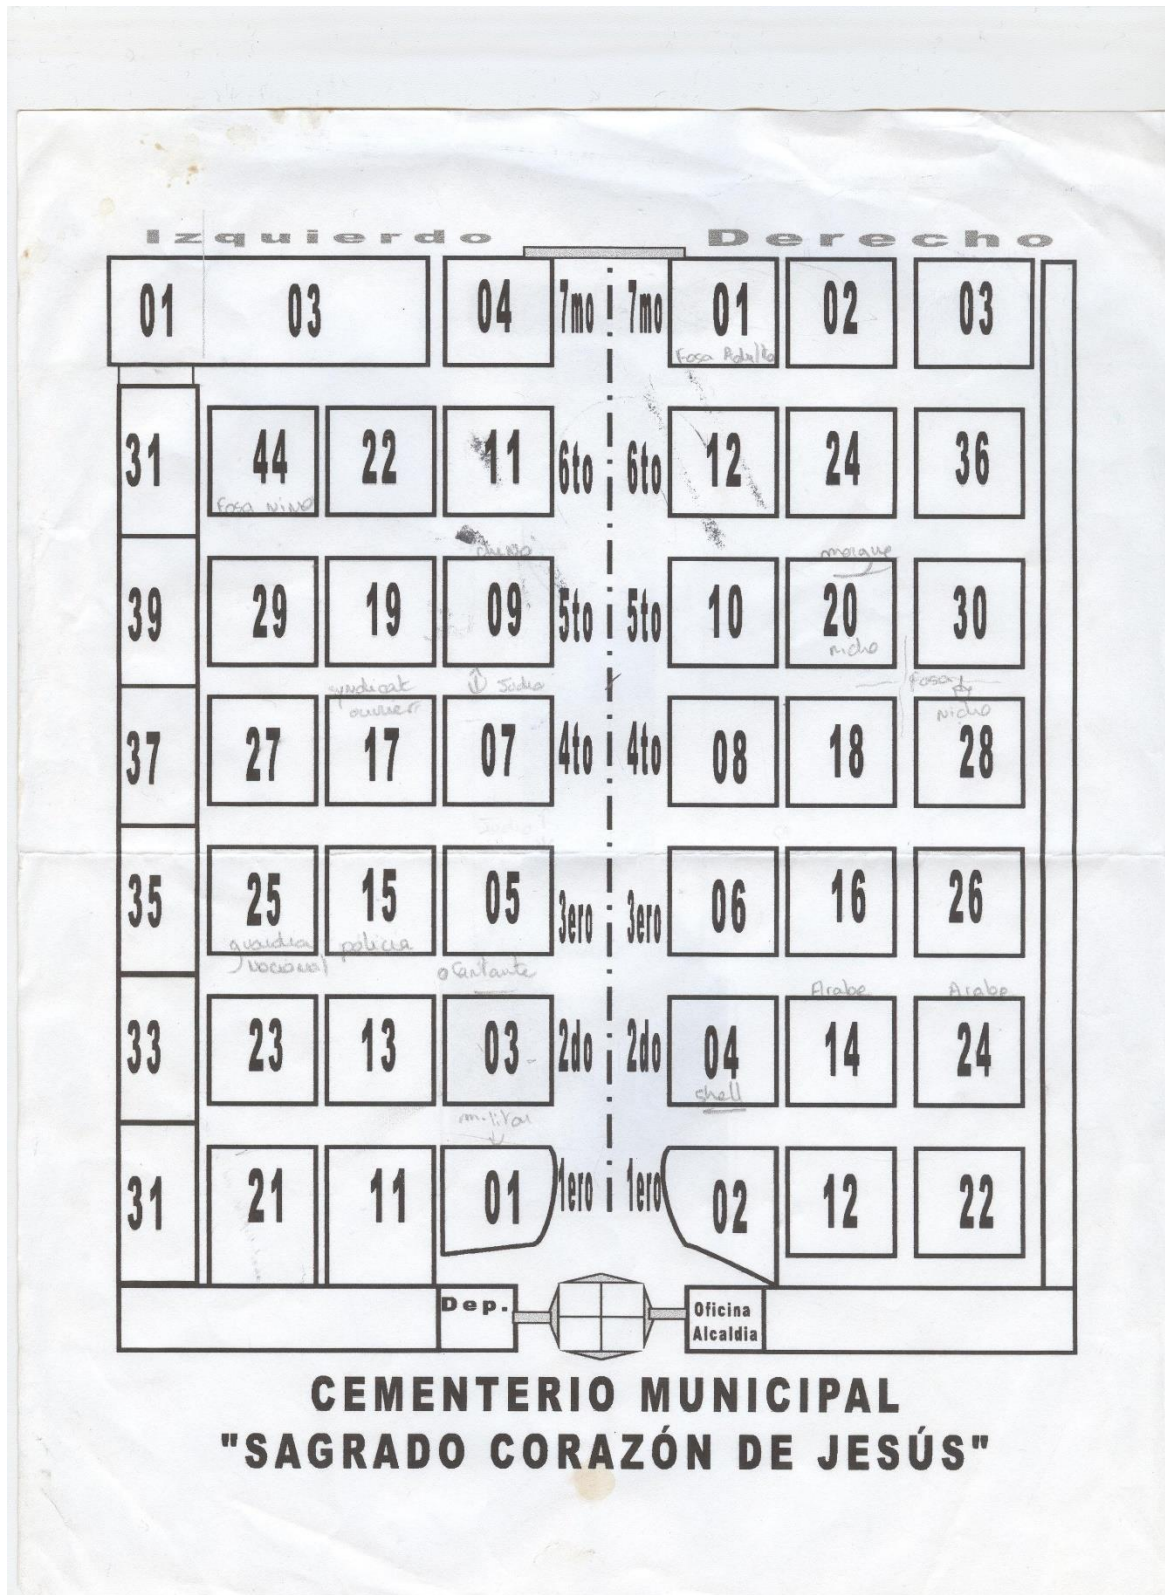 Izquierdo Derecho
01 03 04 7mo 7mo 01 02 03
Fosa Adulto
31 44 22 11 6to 6to 12 24 36
Fosa Niño
morgue
39 29 19 09 5to 5to 10 20 30
nicho
Judio Fosa
syndicat
ouvrier Nicho
37 27 17 07 4to 4to 08 18 28
35 25 15 05 3ero 3ero 06 16 26
guardia policia
Nacional Cantante
Arabe Arabe
33 23 13 03 2do 2do 04 14 24
shell
militar
31 21 11 01 1ero 1ero 02 12 22
Dep. Oficina
Alcaldia
CEMENTERIO MUNICIPAL
"SAGRADO CORAZÓN DE JESÚS"